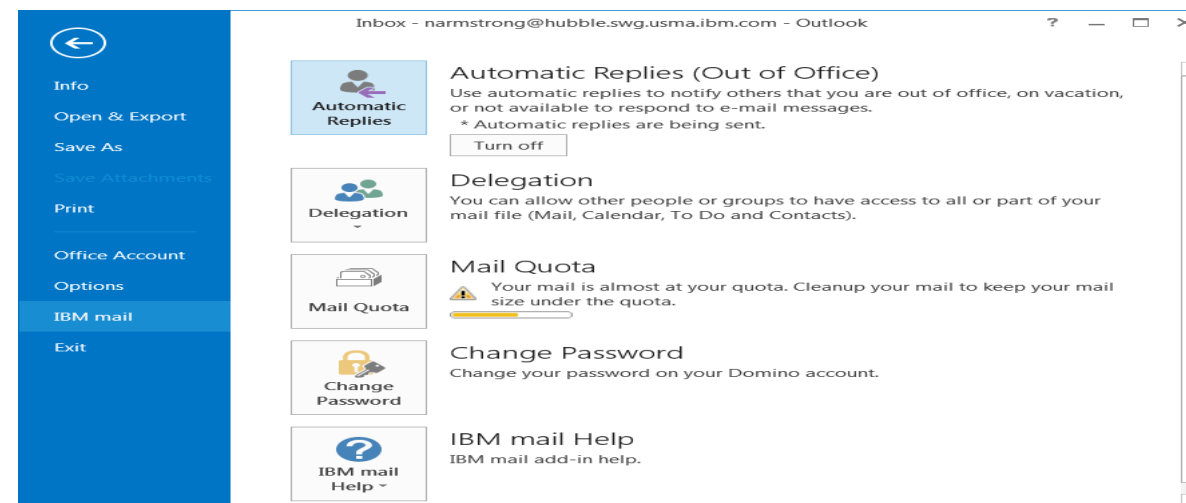 Inbox - narmstrong@hubble.swg.usma.ibm.com - Outlook
Info
Open & Export
Save As
Save Attachments
Print
Office Account
Options
IBM mail
Exit
Automatic
Replies
Automatic Replies (Out of Office)
Use automatic replies to notify others that you are out of office, on vacation,
or not available to respond to e-mail messages.
* Automatic replies are being sent.
Turn off
Delegation
Delegation
You can allow other people or groups to have access to all or part of your
mail file (Mail, Calendar, To Do and Contacts).
Mail Quota
Mail Quota
Your mail is almost at your quota. Cleanup your mail to keep your mail
size under the quota.
Change
Password
Change Password
Change your password on your Domino account.
IBM mail
Help
IBM mail Help
IBM mail add-in help.